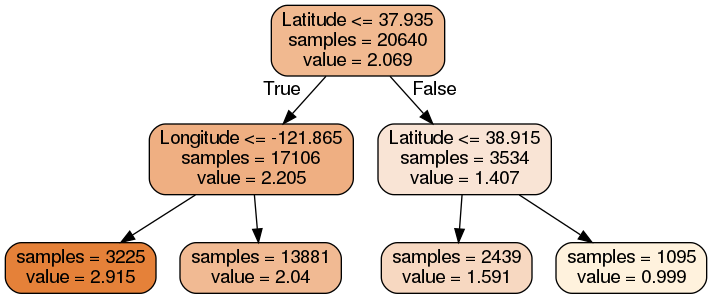 Latitude <= 37.935
samples = 20640
value = 2.069
True
False
Longitude <= -121.865
samples = 17106
value = 2.205
Latitude <= 38.915
samples = 3534
value = 1.407
samples = 3225
value = 2.915
samples = 13881
value = 2.04
samples = 2439
value = 1.591
samples = 1095
value = 0.999